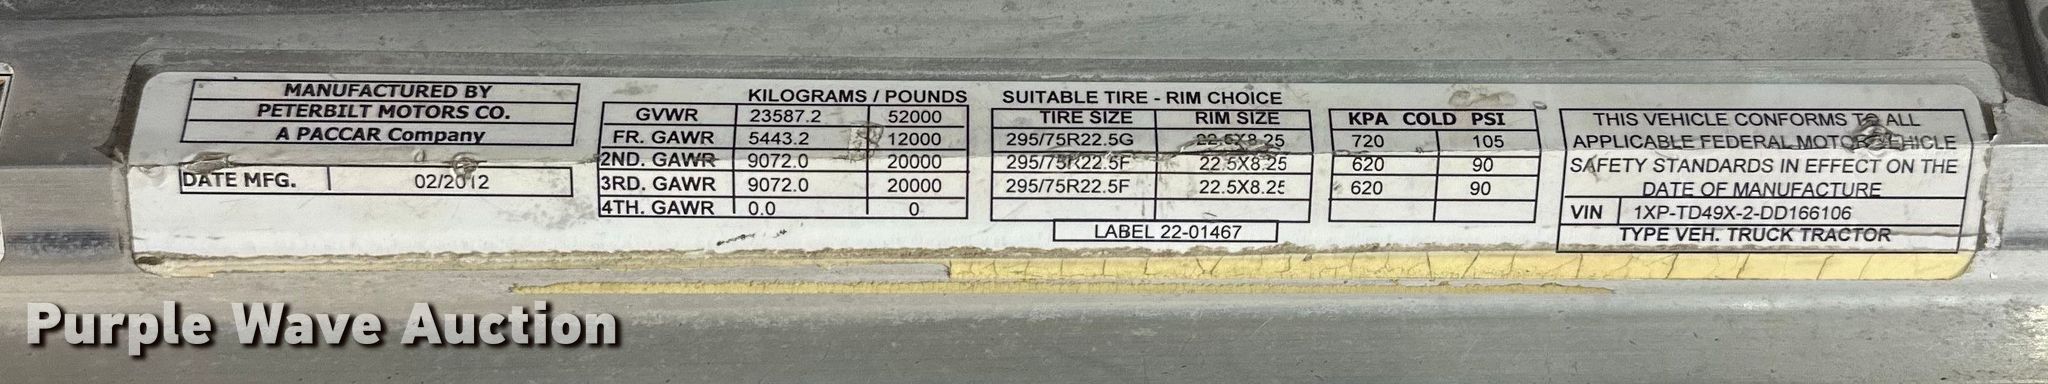 MANUFACTURED BY
PETERBILT MOTORS CO.
A PACCAR Company
DATE MFG. 02/2012
KILOGRAMS / POUNDS
GVWR 23587.2 52000
FR. GAWR 5443.2 12000
2ND. GAWR 9072.0 20000
3RD. GAWR 9072.0 20000
4TH. GAWR 0.0 0
SUITABLE TIRE - RIM CHOICE
TIRE SIZE RIM SIZE
295/75R22.5G 22.5X8.25
295/75R22.5F 22.5X8.25
295/75R22.5F 22.5X8.25
LABEL 22-01467
KPA COLD PSI
720 105
620 90
620 90
THIS VEHICLE CONFORMS TO ALL
APPLICABLE FEDERAL MOTOR VEHICLE
SAFETY STANDARDS IN EFFECT ON THE
DATE OF MANUFACTURE
VIN 1XP-TD49X-2-DD166106
TYPE VEH. TRUCK TRACTOR
Purple Wave Auction